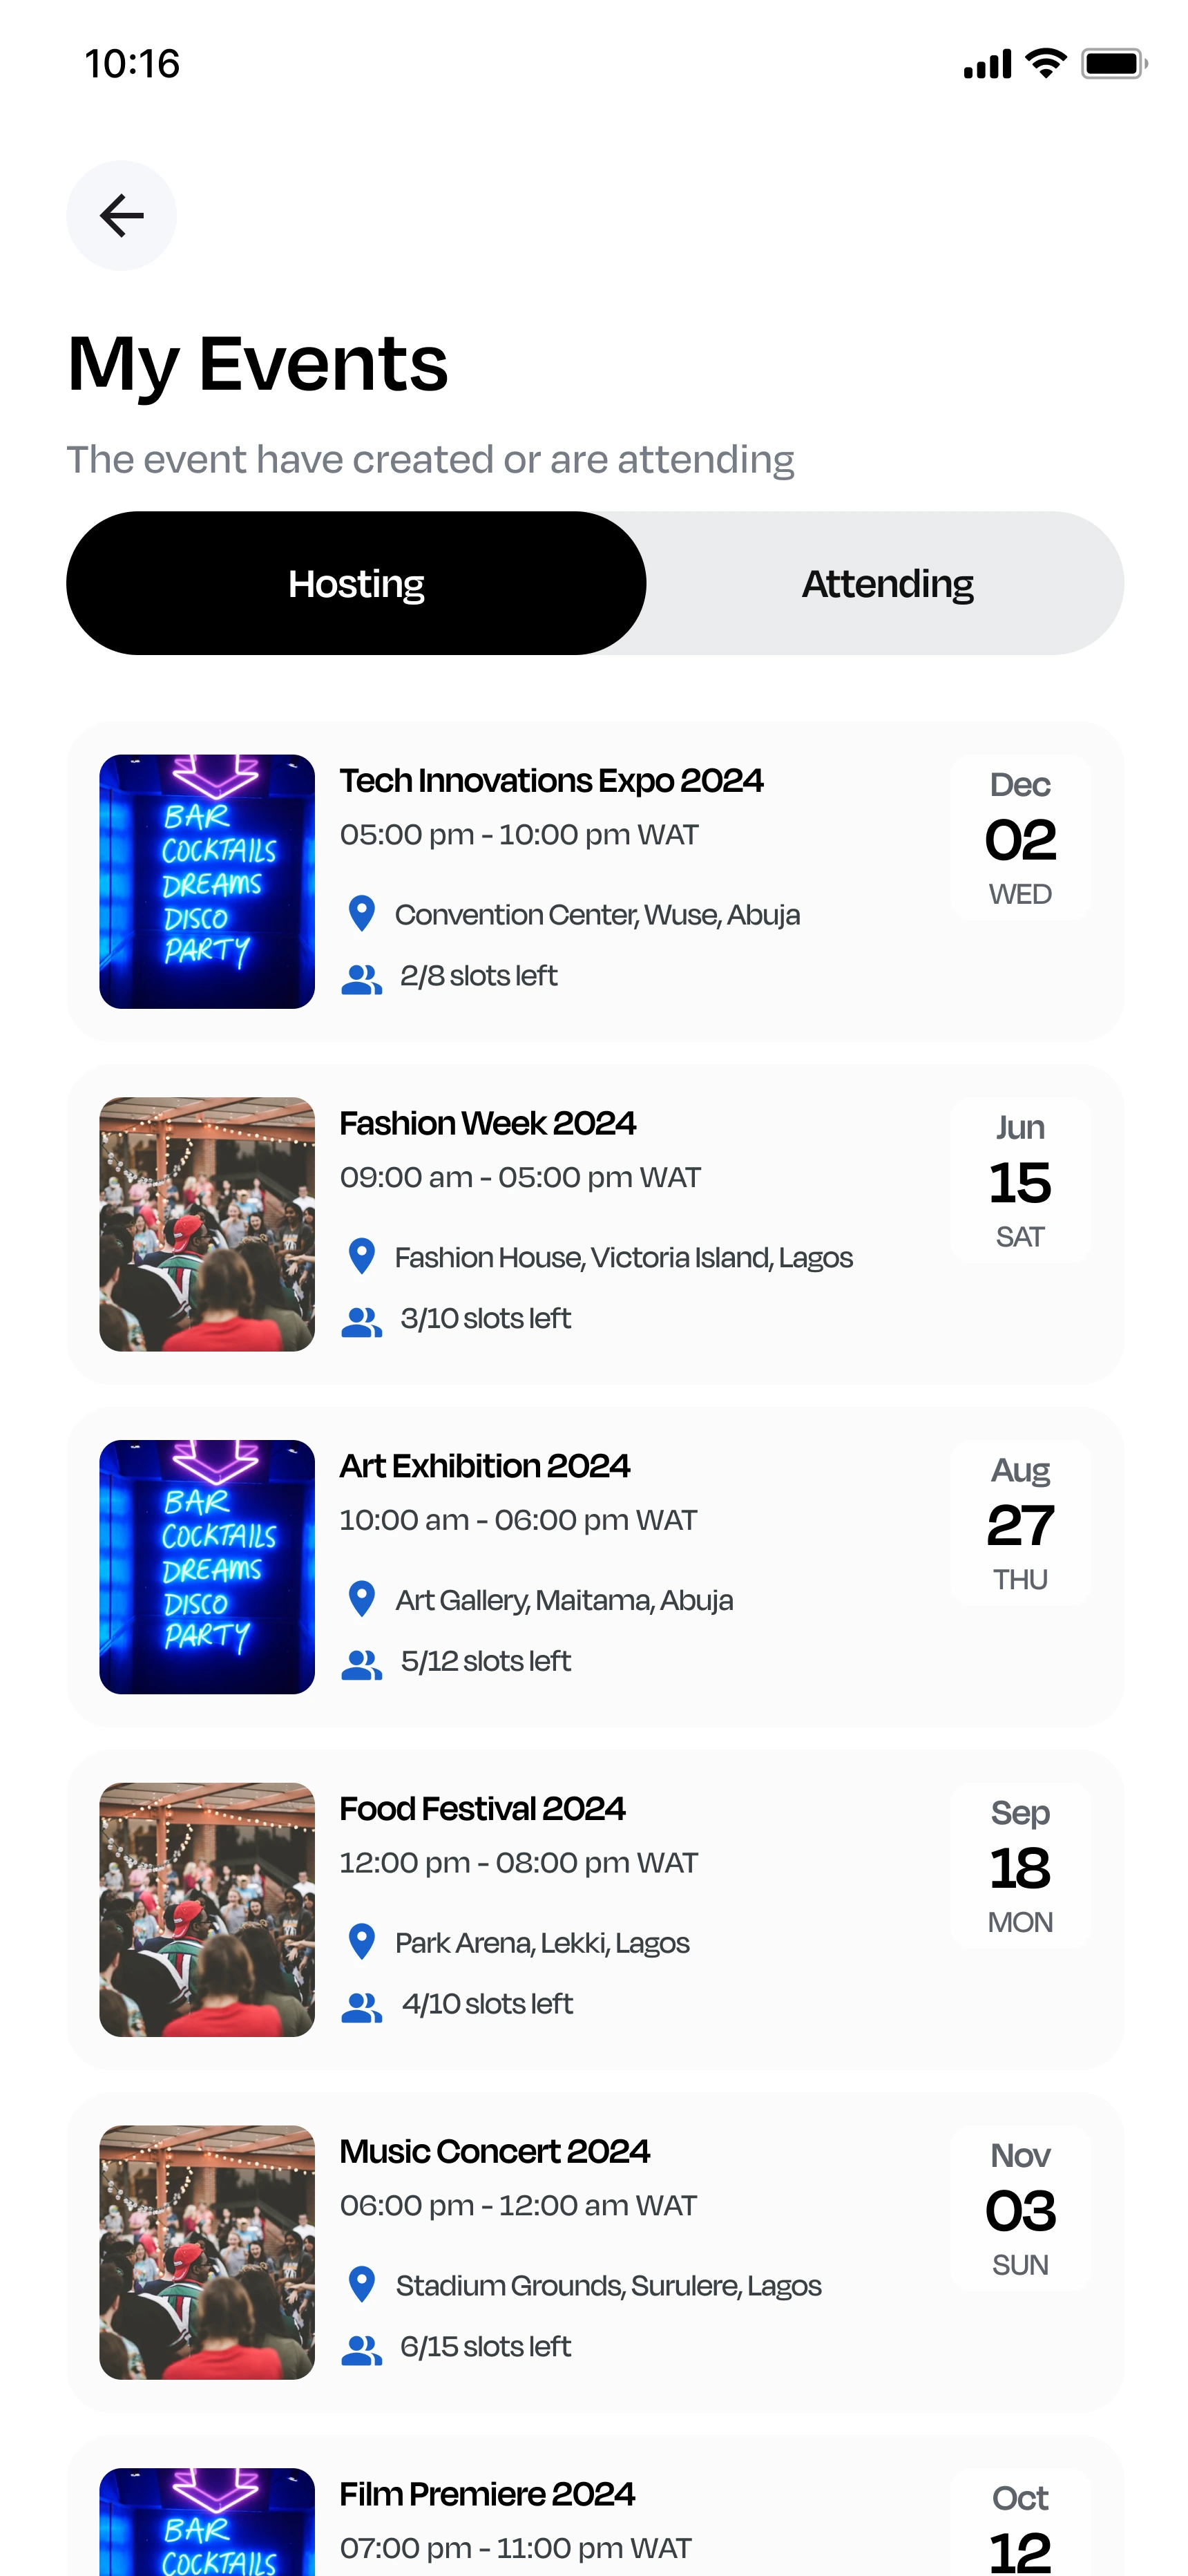 10:16
My Events
The event have created or are attending
Hosting
Attending
BAR
COCKTAILS
DREAMS
DISCO
PARTY
Tech Innovations Expo 2024
05:00 pm - 10:00 pm WAT
Convention Center, Wuse, Abuja
2/8 slots left
Dec
02
WED
Fashion Week 2024
09:00 am - 05:00 pm WAT
Fashion House, Victoria Island, Lagos
3/10 slots left
Jun
15
SAT
BAR
COCKTAILS
DREAMS
DISCO
PARTY
Art Exhibition 2024
10:00 am - 06:00 pm WAT
Art Gallery, Maitama, Abuja
5/12 slots left
Aug
27
THU
Food Festival 2024
12:00 pm - 08:00 pm WAT
Park Arena, Lekki, Lagos
4/10 slots left
Sep
18
MON
Music Concert 2024
06:00 pm - 12:00 am WAT
Stadium Grounds, Surulere, Lagos
6/15 slots left
Nov
03
SUN
BAR
COCKTAILS
Film Premiere 2024
07:00 pm - 11:00 pm WAT
Oct
12